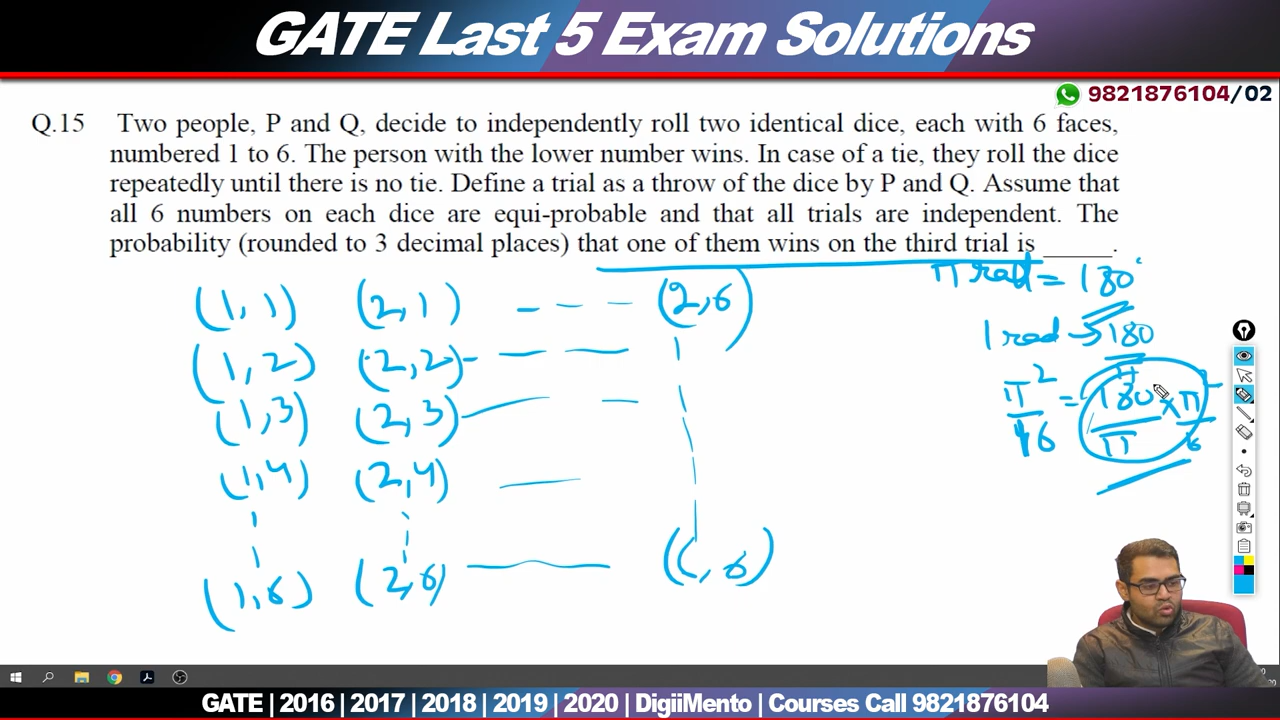 GATE Last 5 Exam Solutions
9821876104/02
Q.15 Two people, P and Q, decide to independently roll two identical dice, each with 6 faces,
numbered 1 to 6. The person with the lower number wins. In case of a tie, they roll the dice
repeatedly until there is no tie. Define a trial as a throw of the dice by P and Q. Assume that
all 6 numbers on each dice are equi-probable and that all trials are independent. The
probability (rounded to 3 decimal places) that one of them wins on the third trial is ______.
π rad = 180°
(1,1) (2,1) - - - (2,6)
1 rad → 180
(1,2) (2,2)
π² = 180 × π
(1,3) (2,3)
π 6
(1,4) (2,4)
(1,6) (2,6) (6,6)
GATE | 2016 | 2017 | 2018 | 2019 | 2020 | DigiiMento | Courses Call 9821876104